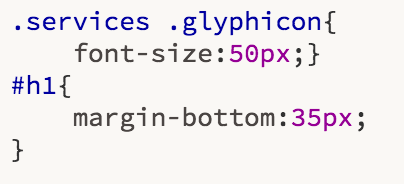 .services .glyphicon{
    font-size:50px;}
#h1{
    margin-bottom:35px;
}